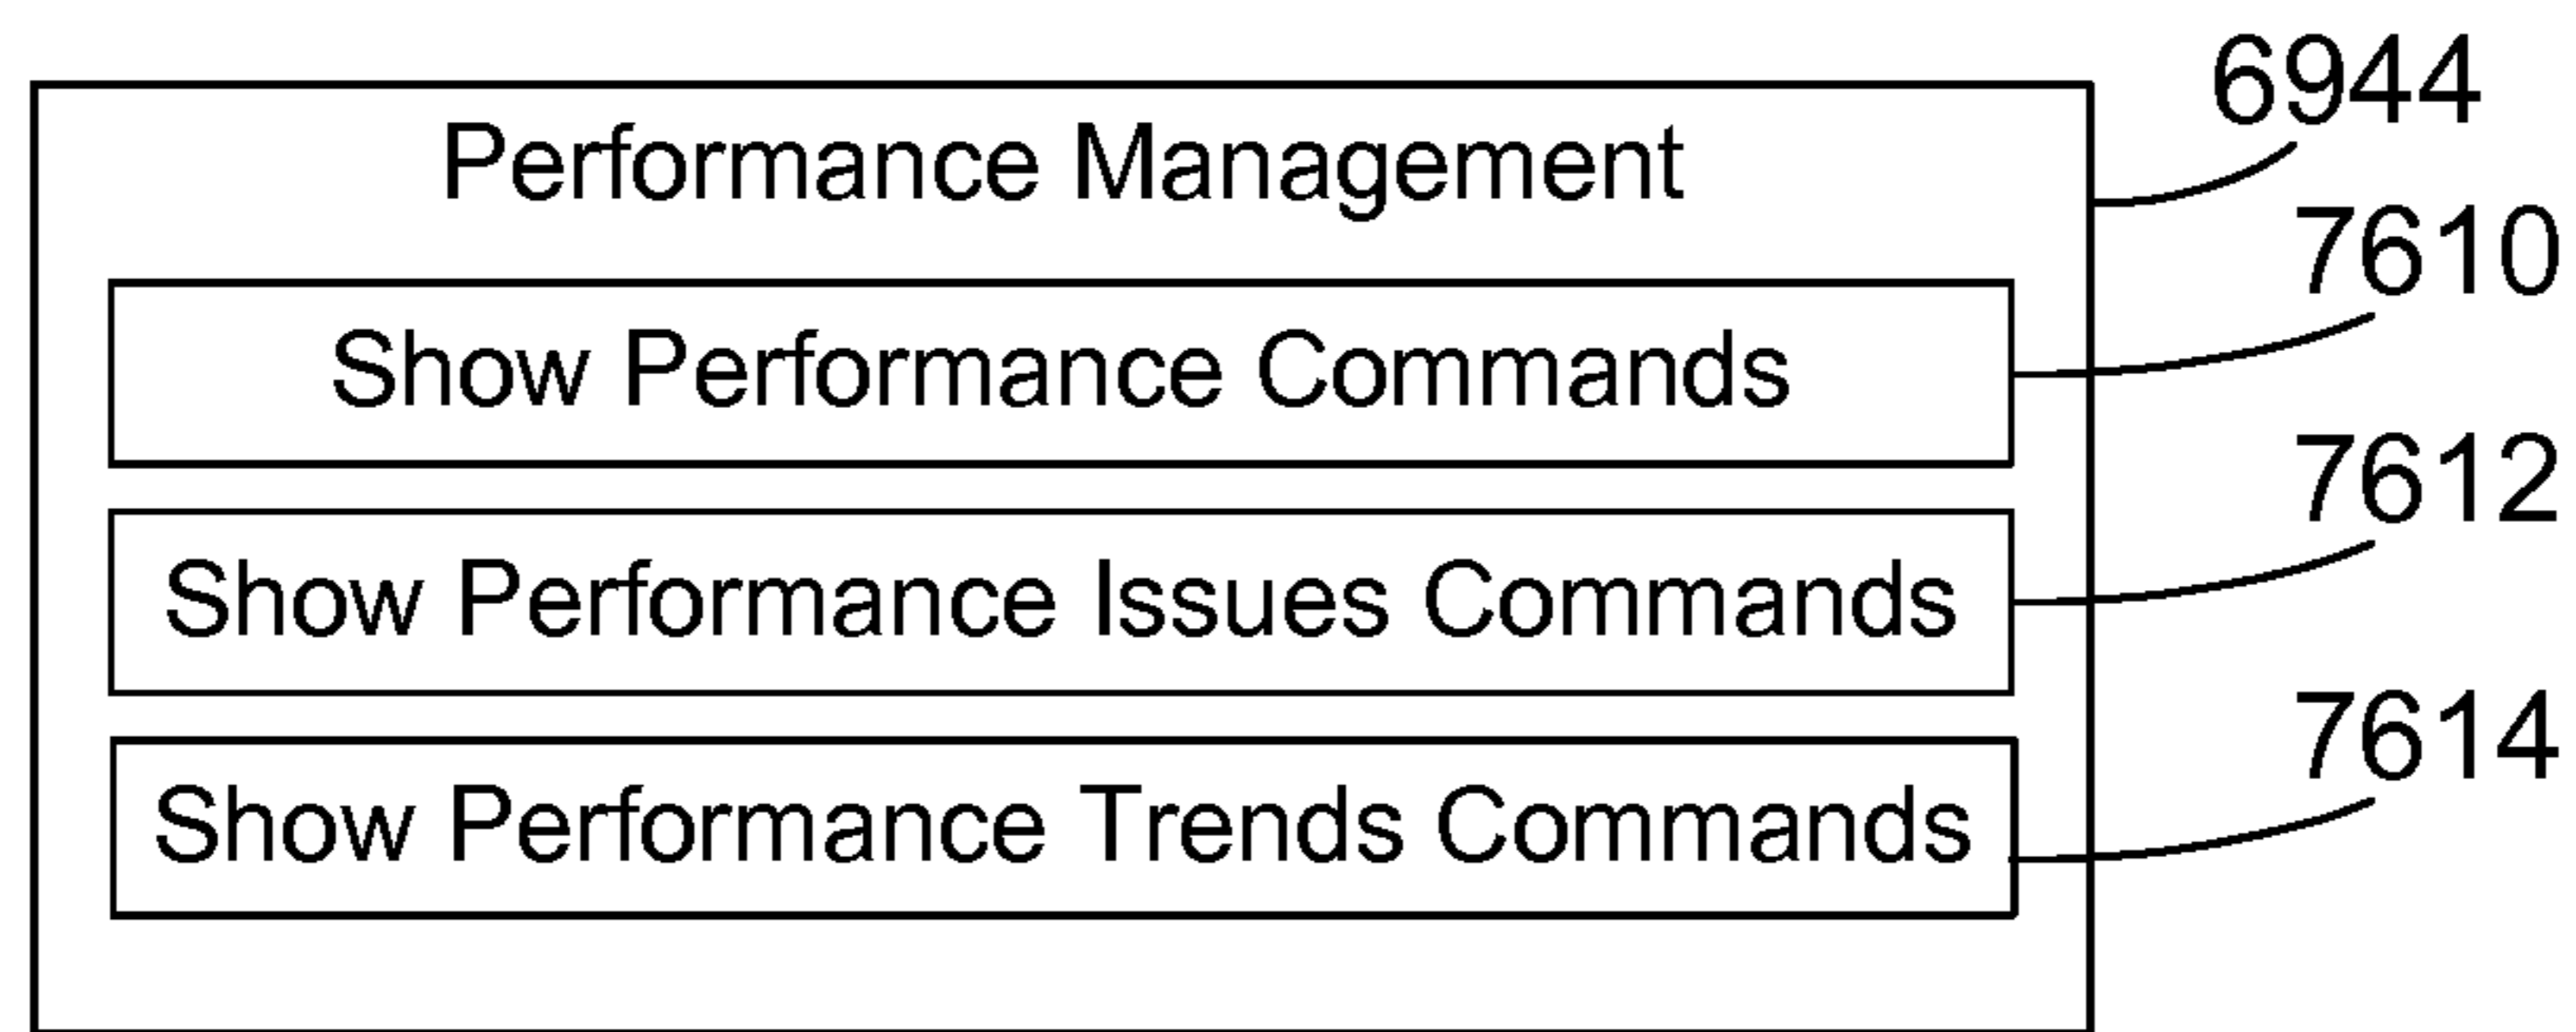 6944
Performance Management
7610
Show Performance Commands
7612
Show Performance Issues Commands
7614
Show Performance Trends Commands